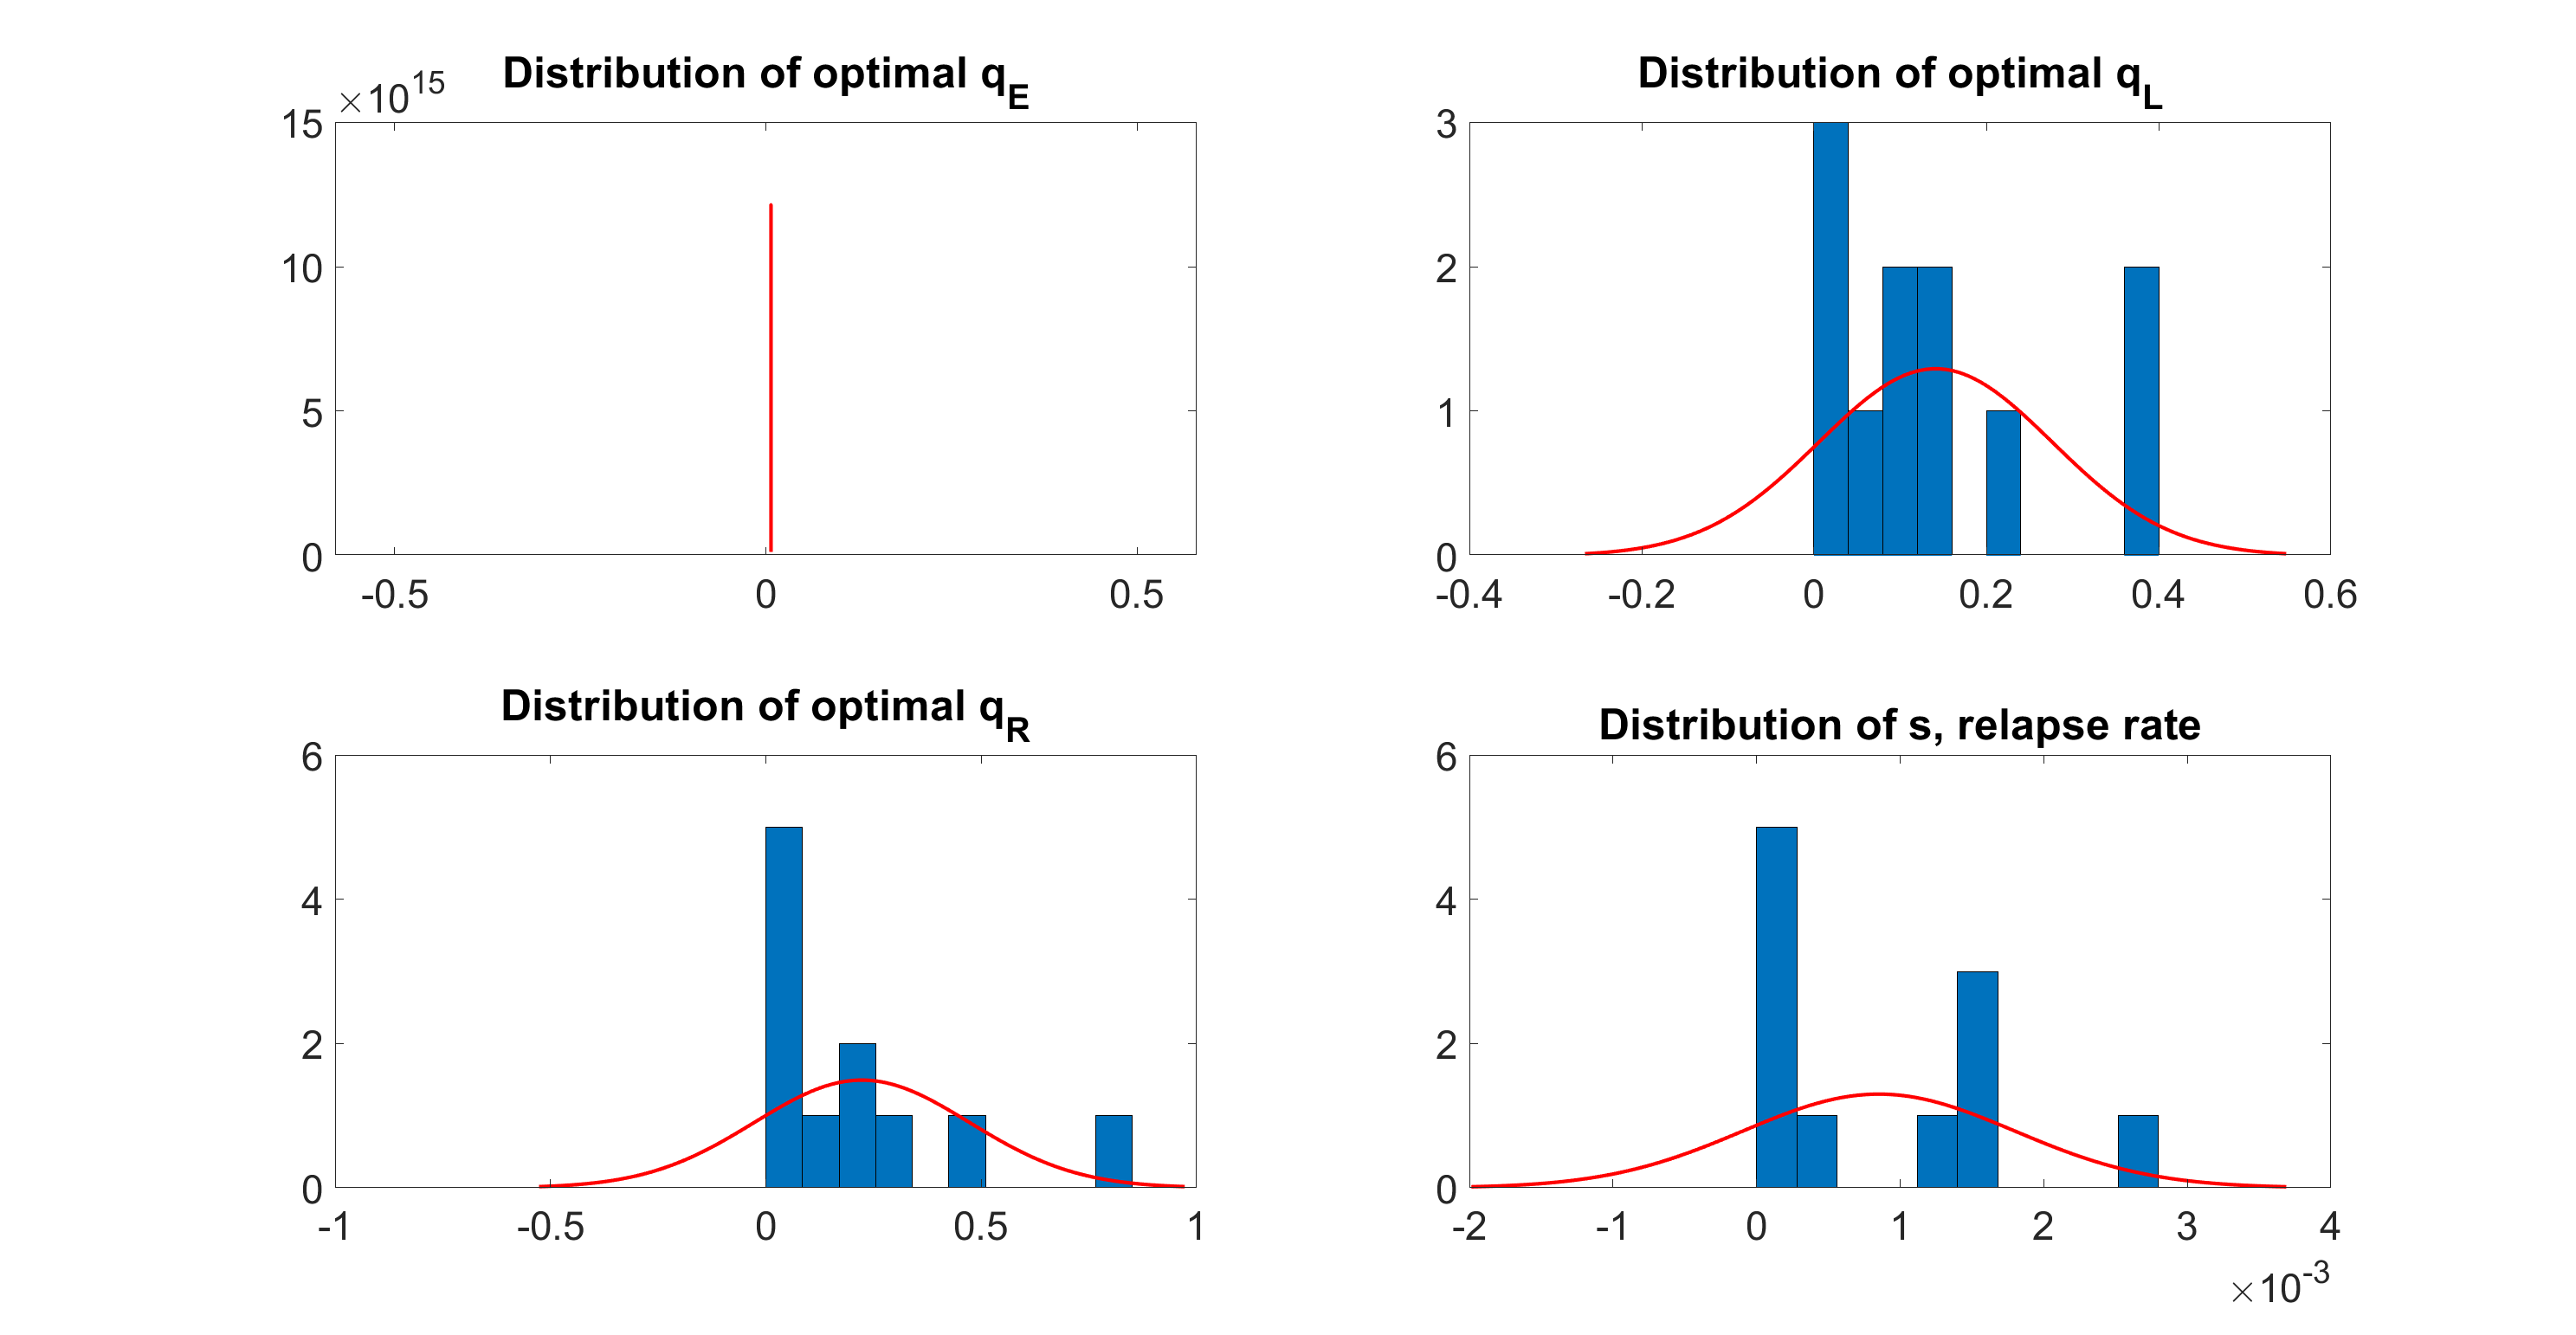 Distribution of optimal q_E
×10^15
15
10
5
0
-0.5 0 0.5
Distribution of optimal q_L
3
2
1
0
-0.4 -0.2 0 0.2 0.4 0.6
Distribution of optimal q_R
6
4
2
0
-1 -0.5 0 0.5 1
Distribution of s, relapse rate
6
4
2
0
-2 -1 0 1 2 3 4
×10^-3